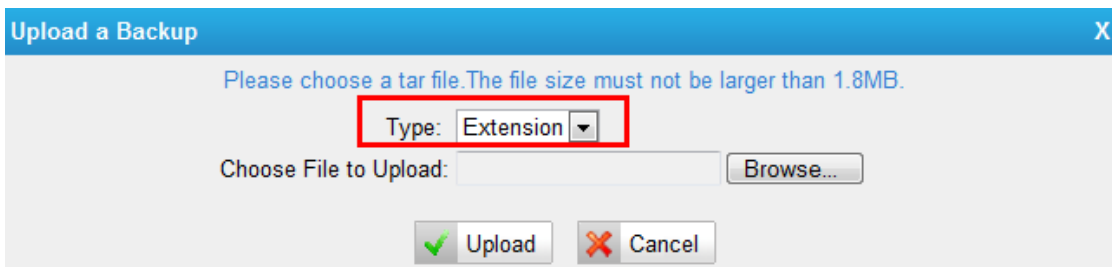 Upload a Backup X
Please choose a tar file.The file size must not be larger than 1.8MB.
Type: Extension
Choose File to Upload: Browse...
Upload Cancel